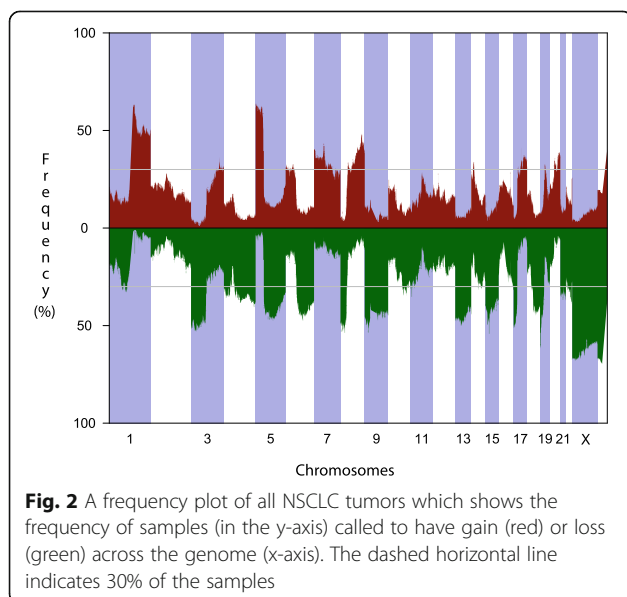 100
50
0
50
100
Frequency
(%)
1 3 5 7 9 11 13 15 17 19 21 X
Chromosomes
Fig. 2 A frequency plot of all NSCLC tumors which shows the
frequency of samples (in the y-axis) called to have gain (red) or loss
(green) across the genome (x-axis). The dashed horizontal line
indicates 30% of the samples